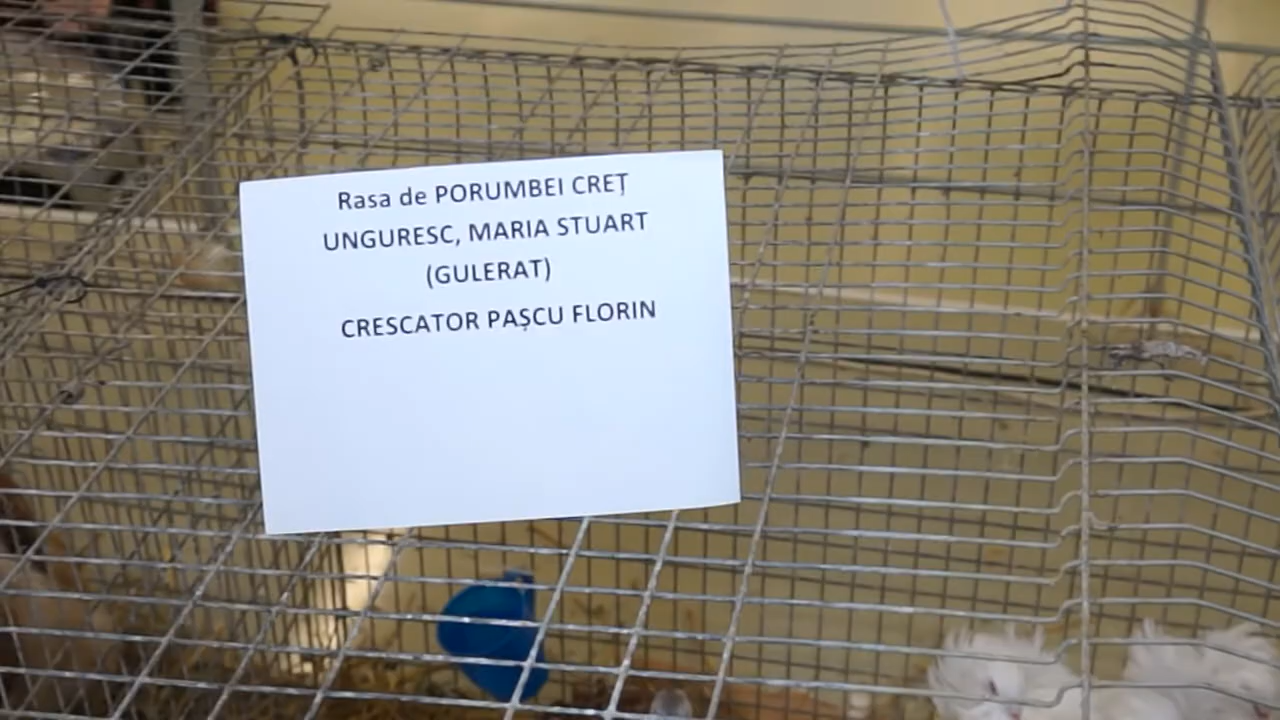 Rasa de PORUMBEI CREȚ
UNGURESC, MARIA STUART
(GULERAT)
CRESCATOR PAȘCU FLORIN